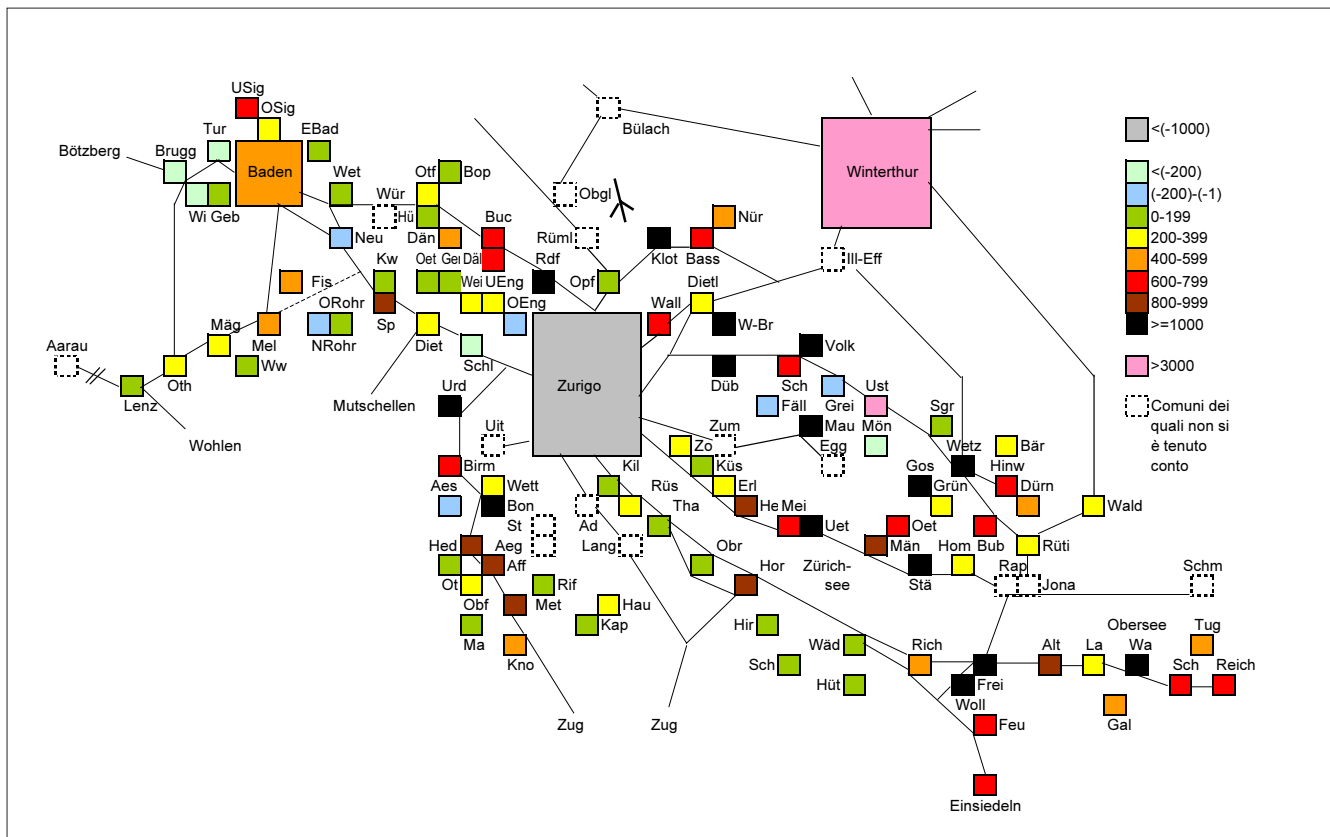 USig
OSig
Tur
EBad
Bötzberg
Brugg
Baden
Wi Geb
Wet
Otf
Bop
Wür
Hü
Dän
Buc
Neu
Kw
Oet
Ger
Däl
Rdf
Fis
Wei
UEng
OEng
ORohr
NRohr
Sp
Diet
Schl
Mäg
Mel
Ww
Aarau
Oth
Lenz
Wohlen
Mutschellen
Bülach
Obgl
Rüml
Opf
Klot
Nür
Bass
Winterthur
Ill-Eff
Dietl
Wall
W-Br
Volk
Zurigo
Düb
Sch
Fäll
Grei
Ust
Mau
Mön
Sgr
Urd
Uit
Zum
Egg
Wetz
Bär
Birm
Aes
Wett
Bon
Kil
Rüs
Zo
Küs
Erl
He
Mei
Gos
Grün
Hinw
Dürn
St
Aeg
Ad
Lang
Tha
Uet
Oet
Män
Bub
Wald
Rüti
Hed
Aff
Ot
Obf
Ma
Met
Rif
Kno
Hau
Kap
Obr
Hor
Zürich-
see
Stä
Hom
Rap
Jona
Schm
Hir
Sch
Wäd
Hüt
Rich
Obersee
Frei
Woll
Alt
La
Wa
Tug
Sch
Reich
Gal
Zug
Zug
Feu
Einsiedeln
<(-1000)
<(-200)
(-200)-(-1)
0-199
200-399
400-599
600-799
800-999
>=1000
>3000
Comuni dei
quali non si
è tenuto
conto